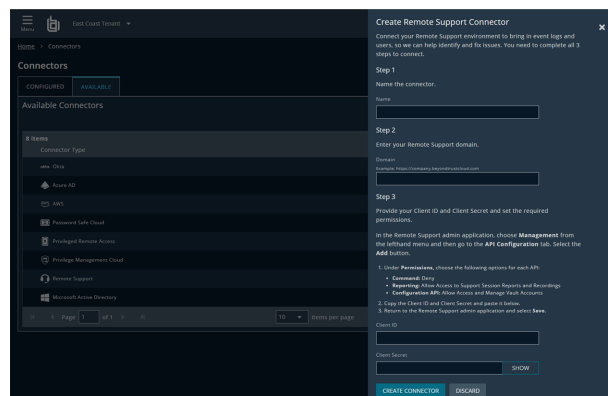 Menu
East Coast Tenant
Home > Connectors
Connectors
CONFIGURED
AVAILABLE
Available Connectors
8 items
Connector Type
okta Okta
Azure AD
aws AWS
Password Safe Cloud
Privileged Remote Access
Privilege Management Cloud
Remote Support
Microsoft Active Directory
Page 1 of 1
10 items per page
Create Remote Support Connector
Connect your Remote Support environment to bring in event logs and
users, so we can help identify and fix issues. You need to complete all 3
steps to connect.
Step 1
Name the connector.
Name
Step 2
Enter your Remote Support domain.
Domain
Example: https://company.beyondtrustcloud.com
Step 3
Provide your Client ID and Client Secret and set the required
permissions.
In the Remote Support admin application, choose Management from
the lefthand menu and then go to the API Configuration tab. Select the
Add button.
1. Under Permissions, choose the following options for each API:
• Command: Deny
• Reporting: Allow Access to Support Session Reports and Recordings
• Configuration API: Allow Access and Manage Vault Accounts
2. Copy the Client ID and Client Secret and paste it below.
3. Return to the Remote Support admin application and select Save.
Client ID
Client Secret
SHOW
CREATE CONNECTOR
DISCARD